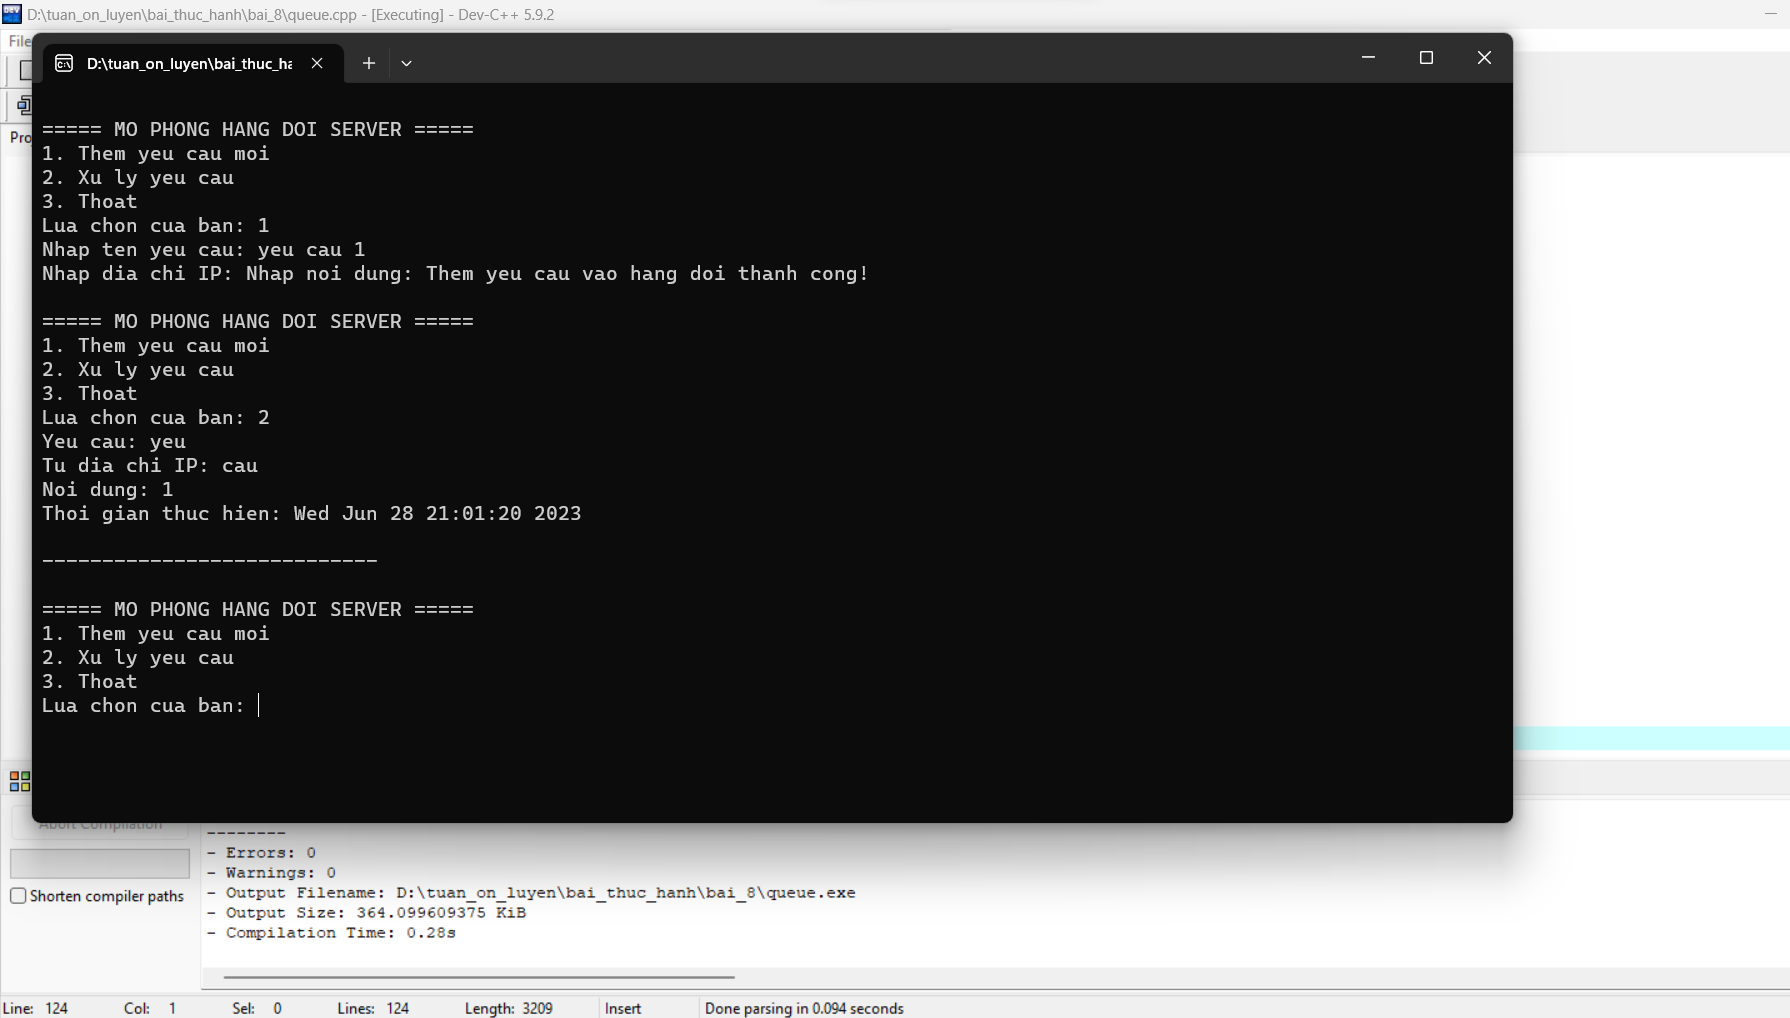 D:\tuan_on_luyen\bai_thuc_hanh\bai_8\queue.cpp - [Executing] - Dev-C++ 5.9.2
File
D:\tuan_on_luyen\bai_thuc_ha
===== MO PHONG HANG DOI SERVER =====
1. Them yeu cau moi
2. Xu ly yeu cau
3. Thoat
Lua chon cua ban: 1
Nhap ten yeu cau: yeu cau 1
Nhap dia chi IP: Nhap noi dung: Them yeu cau vao hang doi thanh cong!
===== MO PHONG HANG DOI SERVER =====
1. Them yeu cau moi
2. Xu ly yeu cau
3. Thoat
Lua chon cua ban: 2
Yeu cau: yeu
Tu dia chi IP: cau
Noi dung: 1
Thoi gian thuc hien: Wed Jun 28 21:01:20 2023
----------------------------
===== MO PHONG HANG DOI SERVER =====
1. Them yeu cau moi
2. Xu ly yeu cau
3. Thoat
Lua chon cua ban:
Abort Compilation
Shorten compiler paths
--------
- Errors: 0
- Warnings: 0
- Output Filename: D:\tuan_on_luyen\bai_thuc_hanh\bai_8\queue.exe
- Output Size: 364.099609375 KiB
- Compilation Time: 0.28s
Line: 124 Col: 1 Sel: 0 Lines: 124 Length: 3209 Insert Done parsing in 0.094 seconds